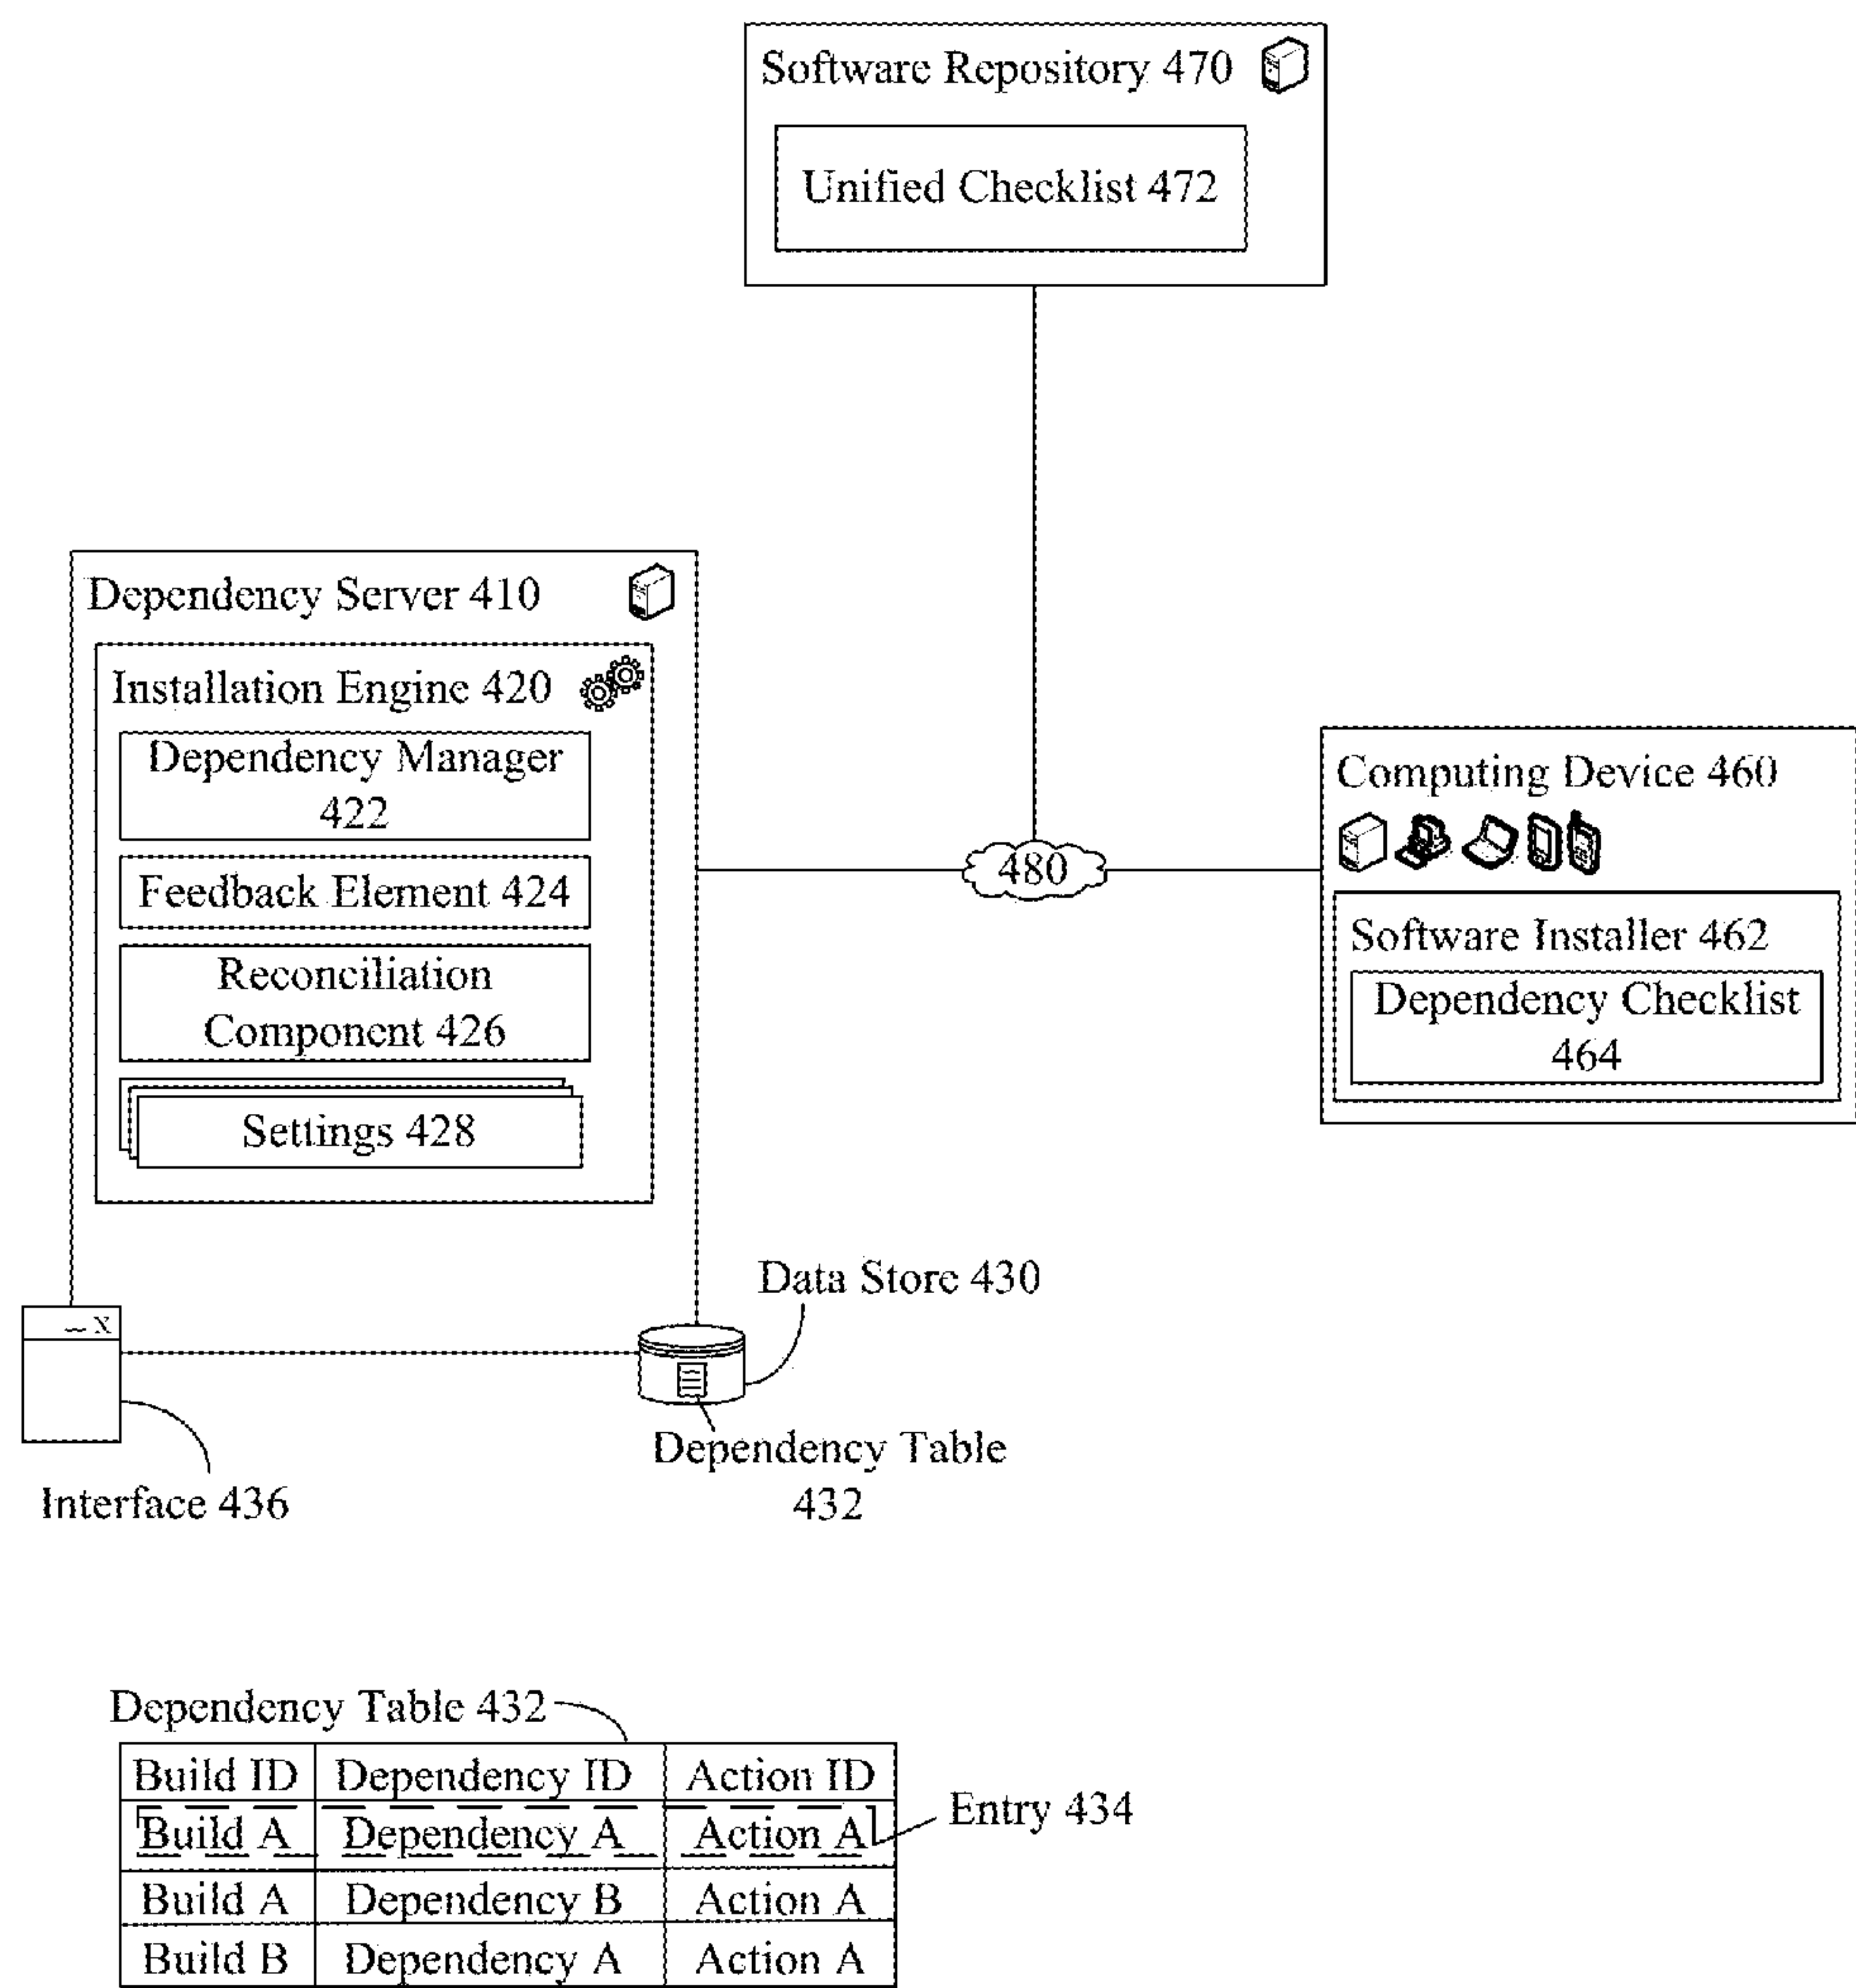 Software Repository 470
Unified Checklist 472
Dependency Server 410
Installation Engine 420
Dependency Manager
422
Feedback Element 424
Reconciliation
Component 426
Settings 428
480
Computing Device 460
Software Installer 462
Dependency Checklist
464
X
Data Store 430
Dependency Table
432
Interface 436
Dependency Table 432
Build ID Dependency ID Action ID
Build A Dependency A Action A
Entry 434
Build A Dependency B Action A
Build B Dependency A Action A